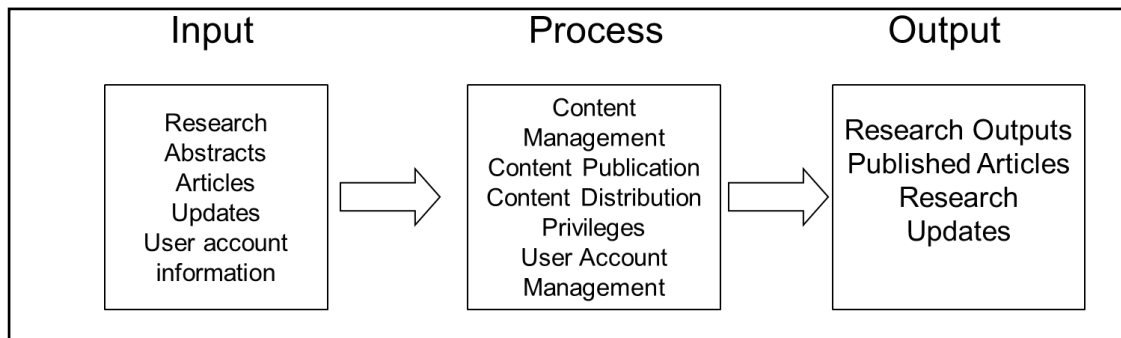 Input
Research
Abstracts
Articles
Updates
User account
information
Process
Content
Management
Content Publication
Content Distribution
Privileges
User Account
Management
Output
Research Outputs
Published Articles
Research
Updates